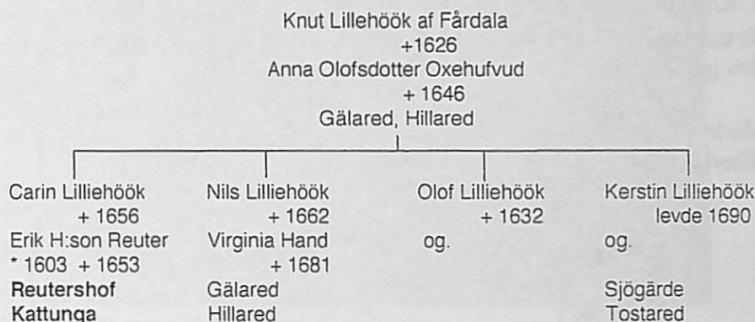 Knut Lillehöök af Fårdala
+1626
Anna Olofsdotter Oxehufvud
+ 1646
Gälared, Hillared
Carin Lilliehöök
+ 1656
Erik H:son Reuter
* 1603 + 1653
Reutershof
Kattunga
Nils Lilliehöök
+ 1662
Virginia Hand
+ 1681
Gälared
Hillared
Olof Lilliehöök
+ 1632
og.
Kerstin Lilliehöök
levde 1690
og.
Sjögärde
Tostared